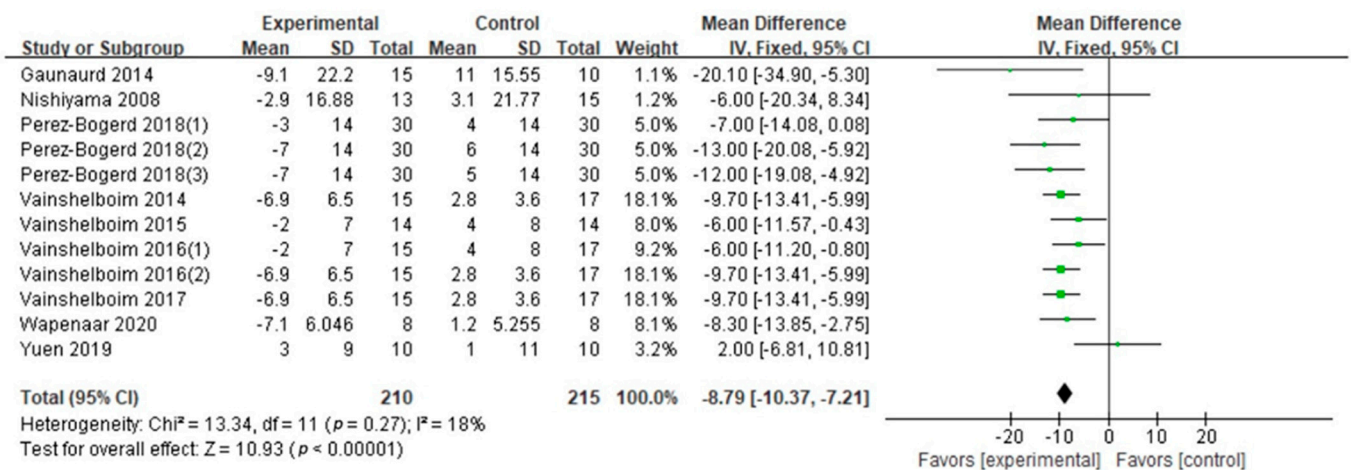 Experimental Control Mean Difference Mean Difference
Study or Subgroup Mean SD Total Mean SD Total Weight IV, Fixed, 95% CI IV, Fixed, 95% CI
Gaunaurd 2014 -9.1 22.2 15 11 15.55 10 1.1% -20.10 [-34.90, -5.30]
Nishiyama 2008 -2.9 16.88 13 3.1 21.77 15 1.2% -6.00 [-20.34, 8.34]
Perez-Bogerd 2018(1) -3 14 30 4 14 30 5.0% -7.00 [-14.08, 0.08]
Perez-Bogerd 2018(2) -7 14 30 6 14 30 5.0% -13.00 [-20.08, -5.92]
Perez-Bogerd 2018(3) -7 14 30 5 14 30 5.0% -12.00 [-19.08, -4.92]
Vainshelboim 2014 -6.9 6.5 15 2.8 3.6 17 18.1% -9.70 [-13.41, -5.99]
Vainshelboim 2015 -2 7 14 4 8 14 8.0% -6.00 [-11.57, -0.43]
Vainshelboim 2016(1) -2 7 15 4 8 17 9.2% -6.00 [-11.20, -0.80]
Vainshelboim 2016(2) -6.9 6.5 15 2.8 3.6 17 18.1% -9.70 [-13.41, -5.99]
Vainshelboim 2017 -6.9 6.5 15 2.8 3.6 17 18.1% -9.70 [-13.41, -5.99]
Wapenaar 2020 -7.1 6.046 8 1.2 5.255 8 8.1% -8.30 [-13.85, -2.75]
Yuen 2019 3 9 10 1 11 10 3.2% 2.00 [-6.81, 10.81]
Total (95% CI) 210 215 100.0% -8.79 [-10.37, -7.21]
Heterogeneity: Chi² = 13.34, df = 11 (p = 0.27); I² = 18%
Test for overall effect: Z = 10.93 (p < 0.00001)
-20 -10 0 10 20
Favors [experimental] Favors [control]